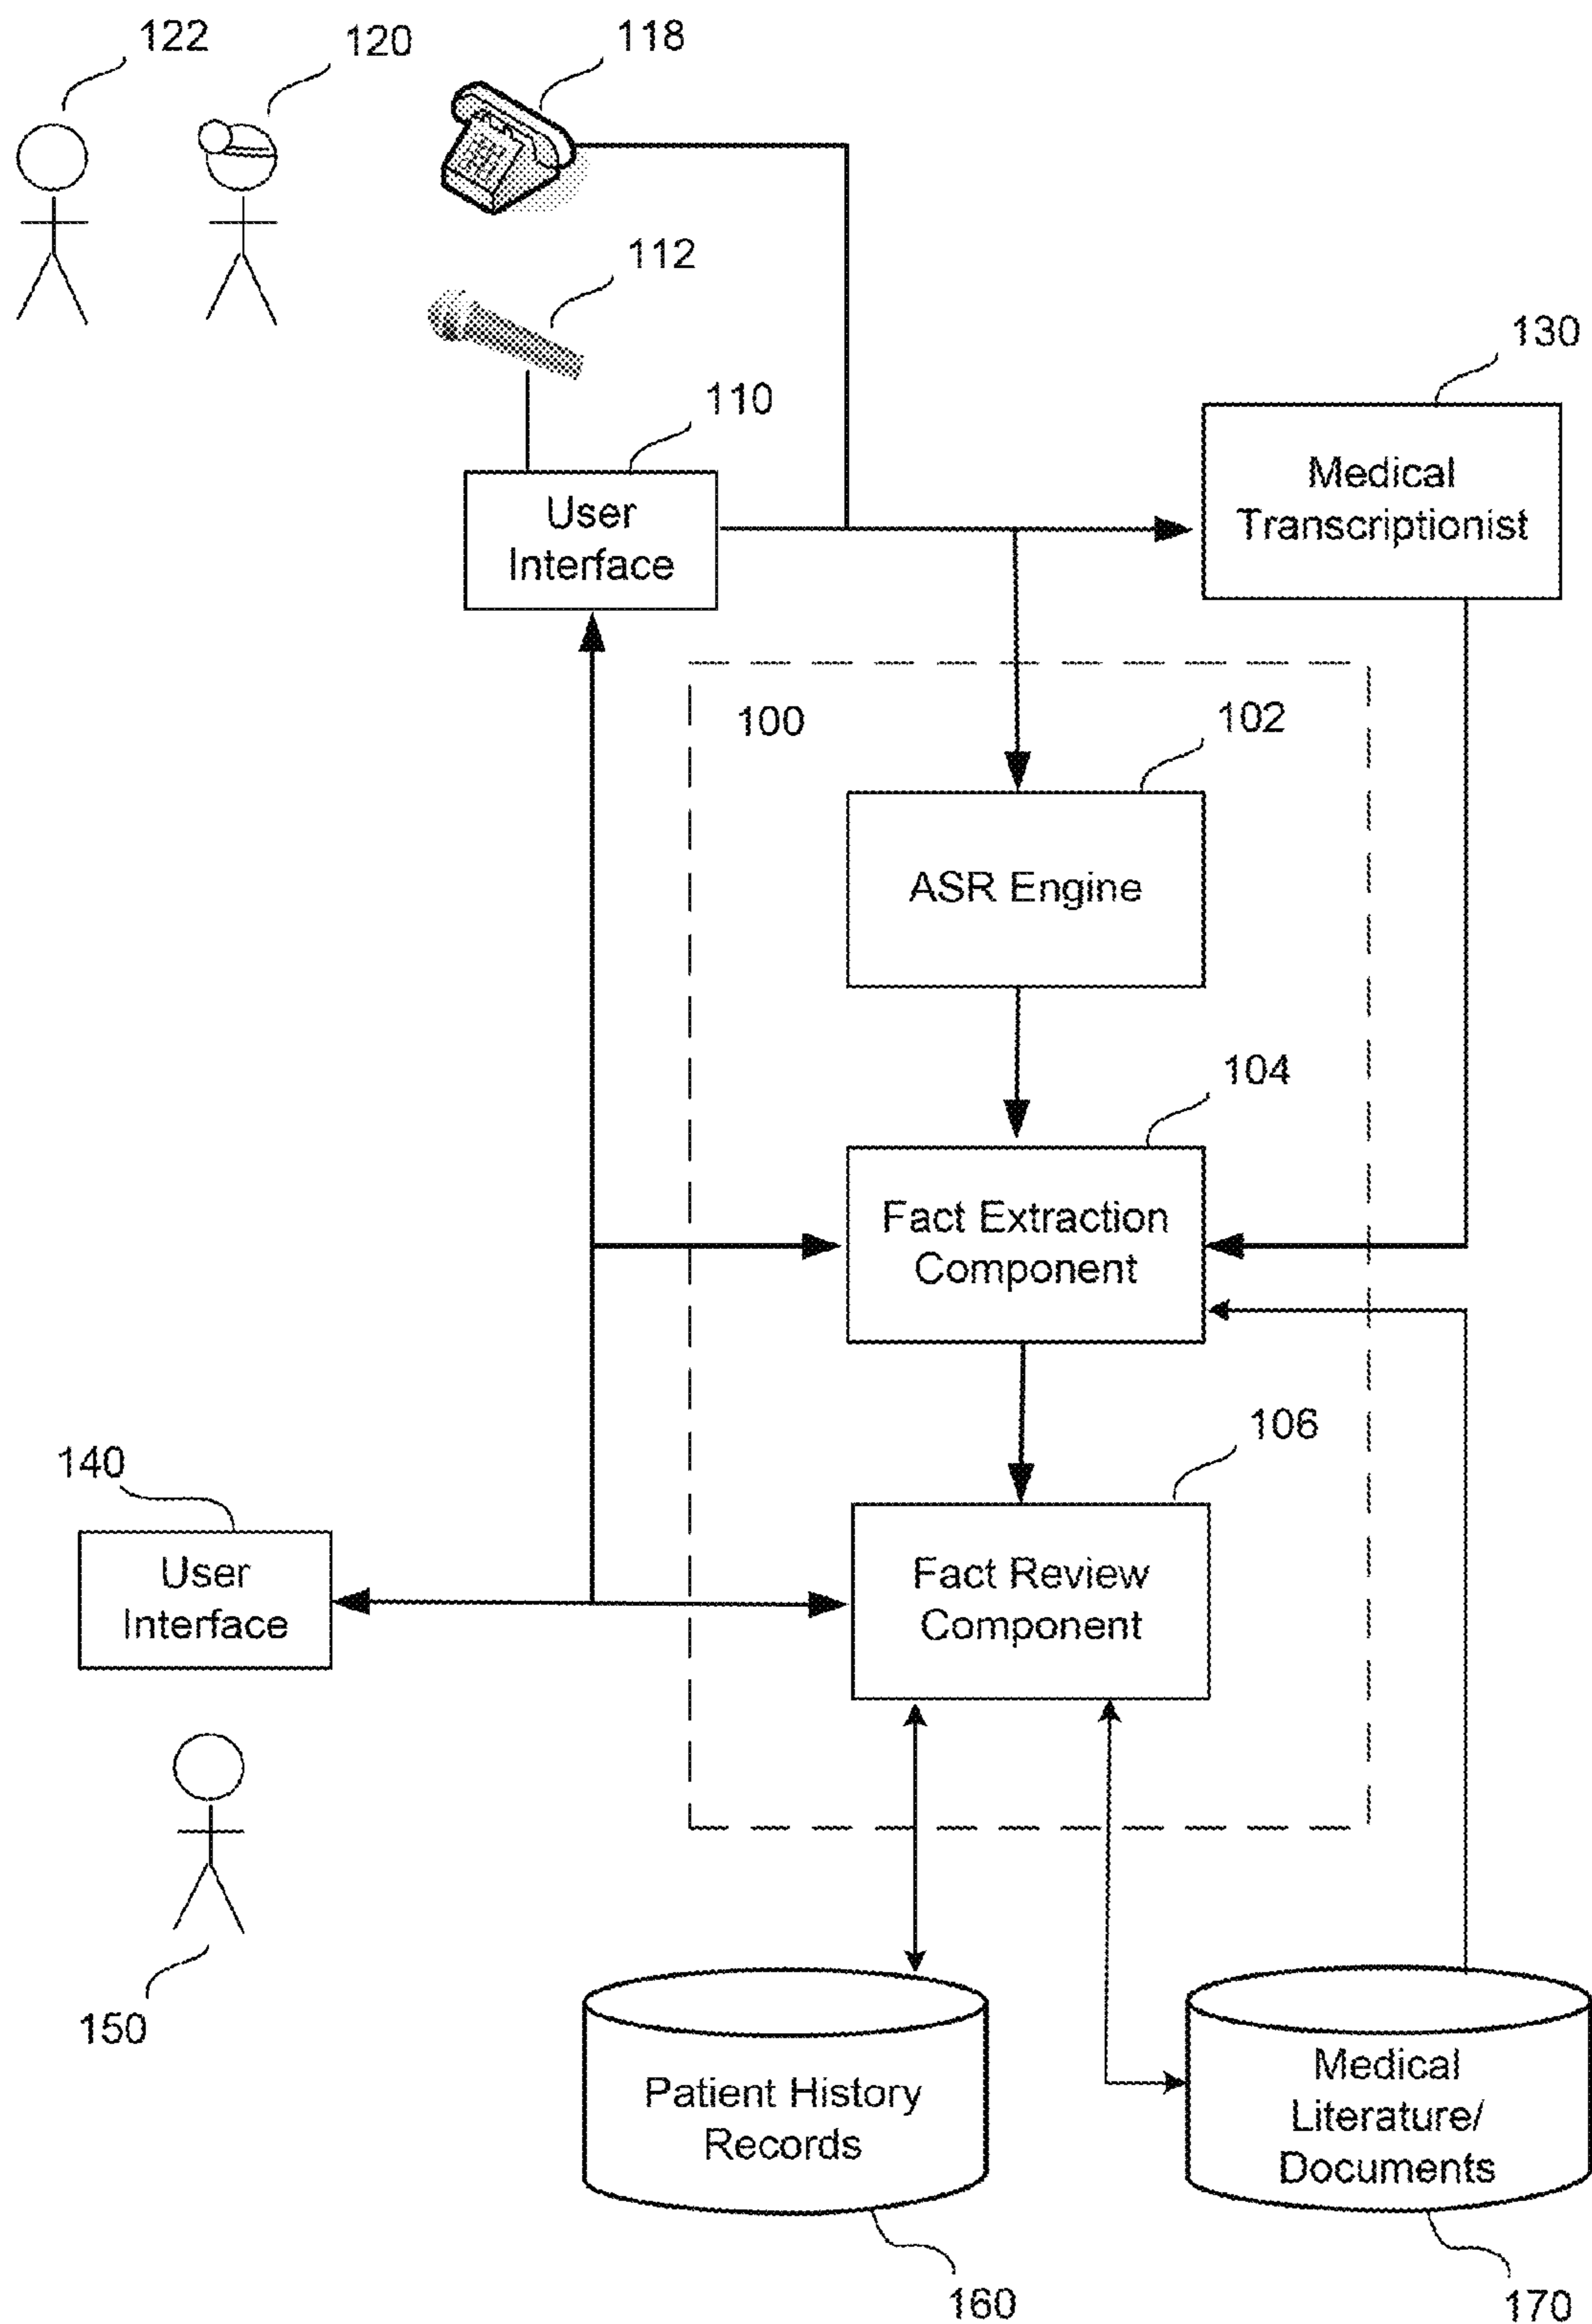 122
120
118
112
110
130
User
Interface
Medical
Transcriptionist
100
102
ASR Engine
104
Fact Extraction
Component
106
140
User
Interface
Fact Review
Component
150
Patient History
Records
Medical
Literature/
Documents
160
170